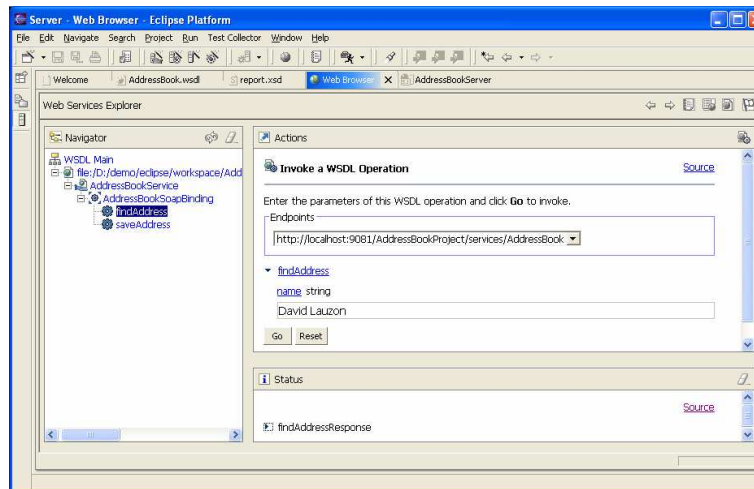 Server - Web Browser - Eclipse Platform
File Edit Navigate Search Project Run Test Collector Window Help
Welcome AddressBook.wsdl report.xsd Web Browser AddressBookServer
Web Services Explorer
Navigator
WSDL Main
file:/D:/demo/eclipse/workspace/Add
AddressBookService
AddressBookSoapBinding
findAddress
saveAddress
Actions
Invoke a WSDL Operation Source
Enter the parameters of this WSDL operation and click Go to invoke.
Endpoints
http://localhost:9081/AddressBookProject/services/AddressBook
findAddress
name string
David Lauzon
Go Reset
Status
Source
findAddressResponse